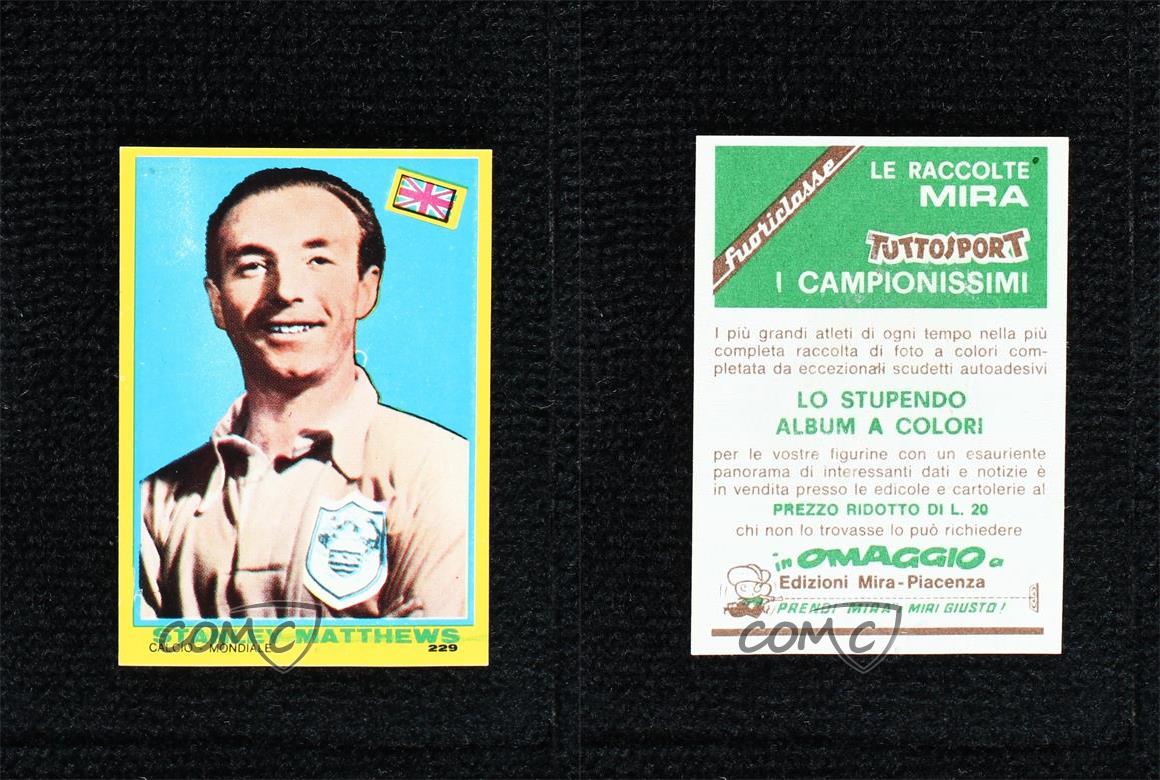 STANLEY MATTHEWS
CALCIO MONDIALE
229
COMC
fuoriclasse
LE RACCOLTE
MIRA
TUTTOSPORT
I CAMPIONISSIMI
I più grandi atleti di ogni tempo nella più
completa raccolta di foto a colori com-
pletata da eccezionali scudetti autoadesivi
LO STUPENDO
ALBUM A COLORI
per le vostre figurine con un esauriente
panorama di interessanti dati e notizie è
in vendita presso le edicole e cartolerie al
PREZZO RIDOTTO DI L. 20
chi non lo trovasse lo può richiedere
in OMAGGIO a
Edizioni Mira-Piacenza
PRENDI MIRA, MIRI GIUSTO!
COMC